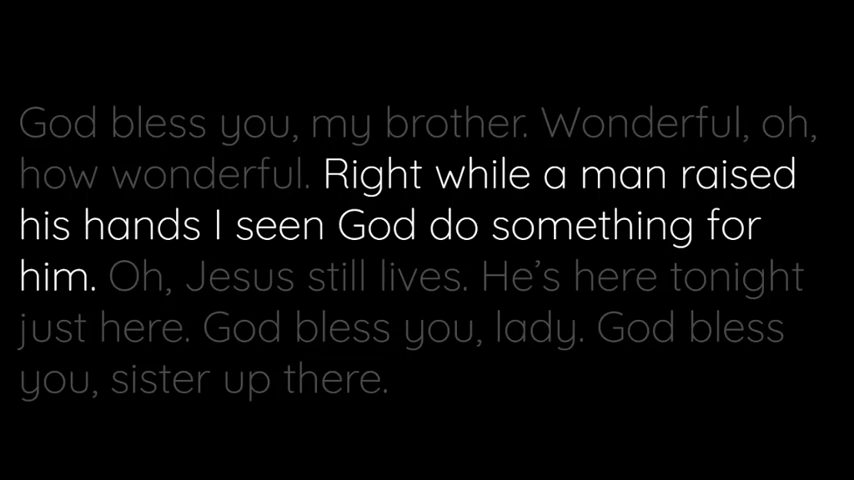 God bless you, my brother. Wonderful, oh,
how wonderful. Right while a man raised
his hands I seen God do something for
him. Oh, Jesus still lives. He’s here tonight
just here. God bless you, lady. God bless
you, sister up there.